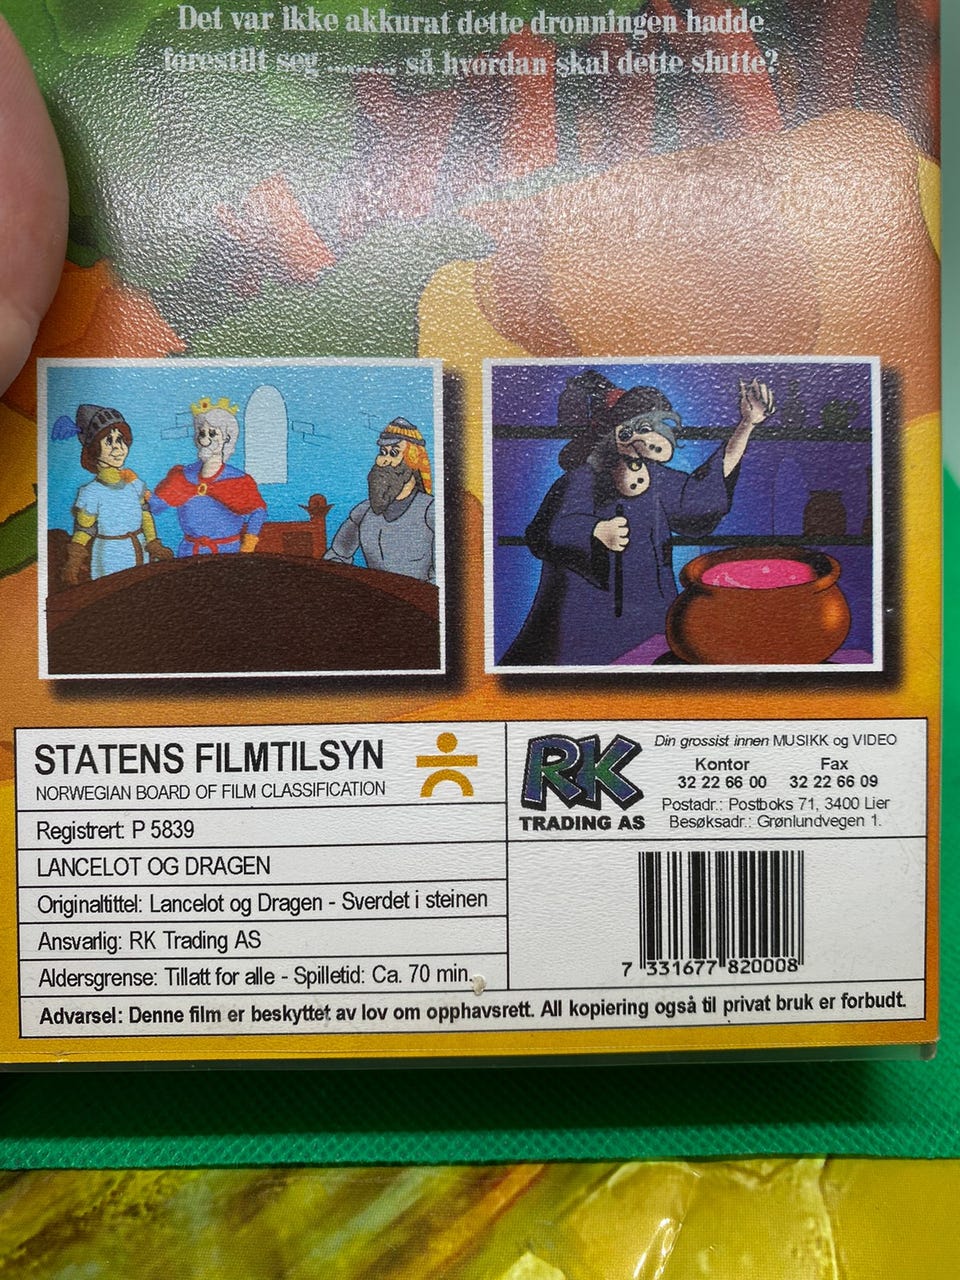 Det var ikke akkurat dette dronningen hadde
forestilt seg .......... så hvordan skal dette slutte?
STATENS FILMTILSYN
NORWEGIAN BOARD OF FILM CLASSIFICATION
Registrert: P 5839
LANCELOT OG DRAGEN
Originaltittel: Lancelot og Dragen - Sverdet i steinen
Ansvarlig: RK Trading AS
Aldersgrense: Tillatt for alle - Spilletid: Ca. 70 min.
RK
TRADING AS
Din grossist innen MUSIKK og VIDEO
Kontor Fax
32 22 66 00 32 22 66 09
Postadr.: Postboks 71, 3400 Lier
Besøksadr.: Grønlundvegen 1.
7 331677 820008
Advarsel: Denne film er beskyttet av lov om opphavsrett. All kopiering også til privat bruk er forbudt.